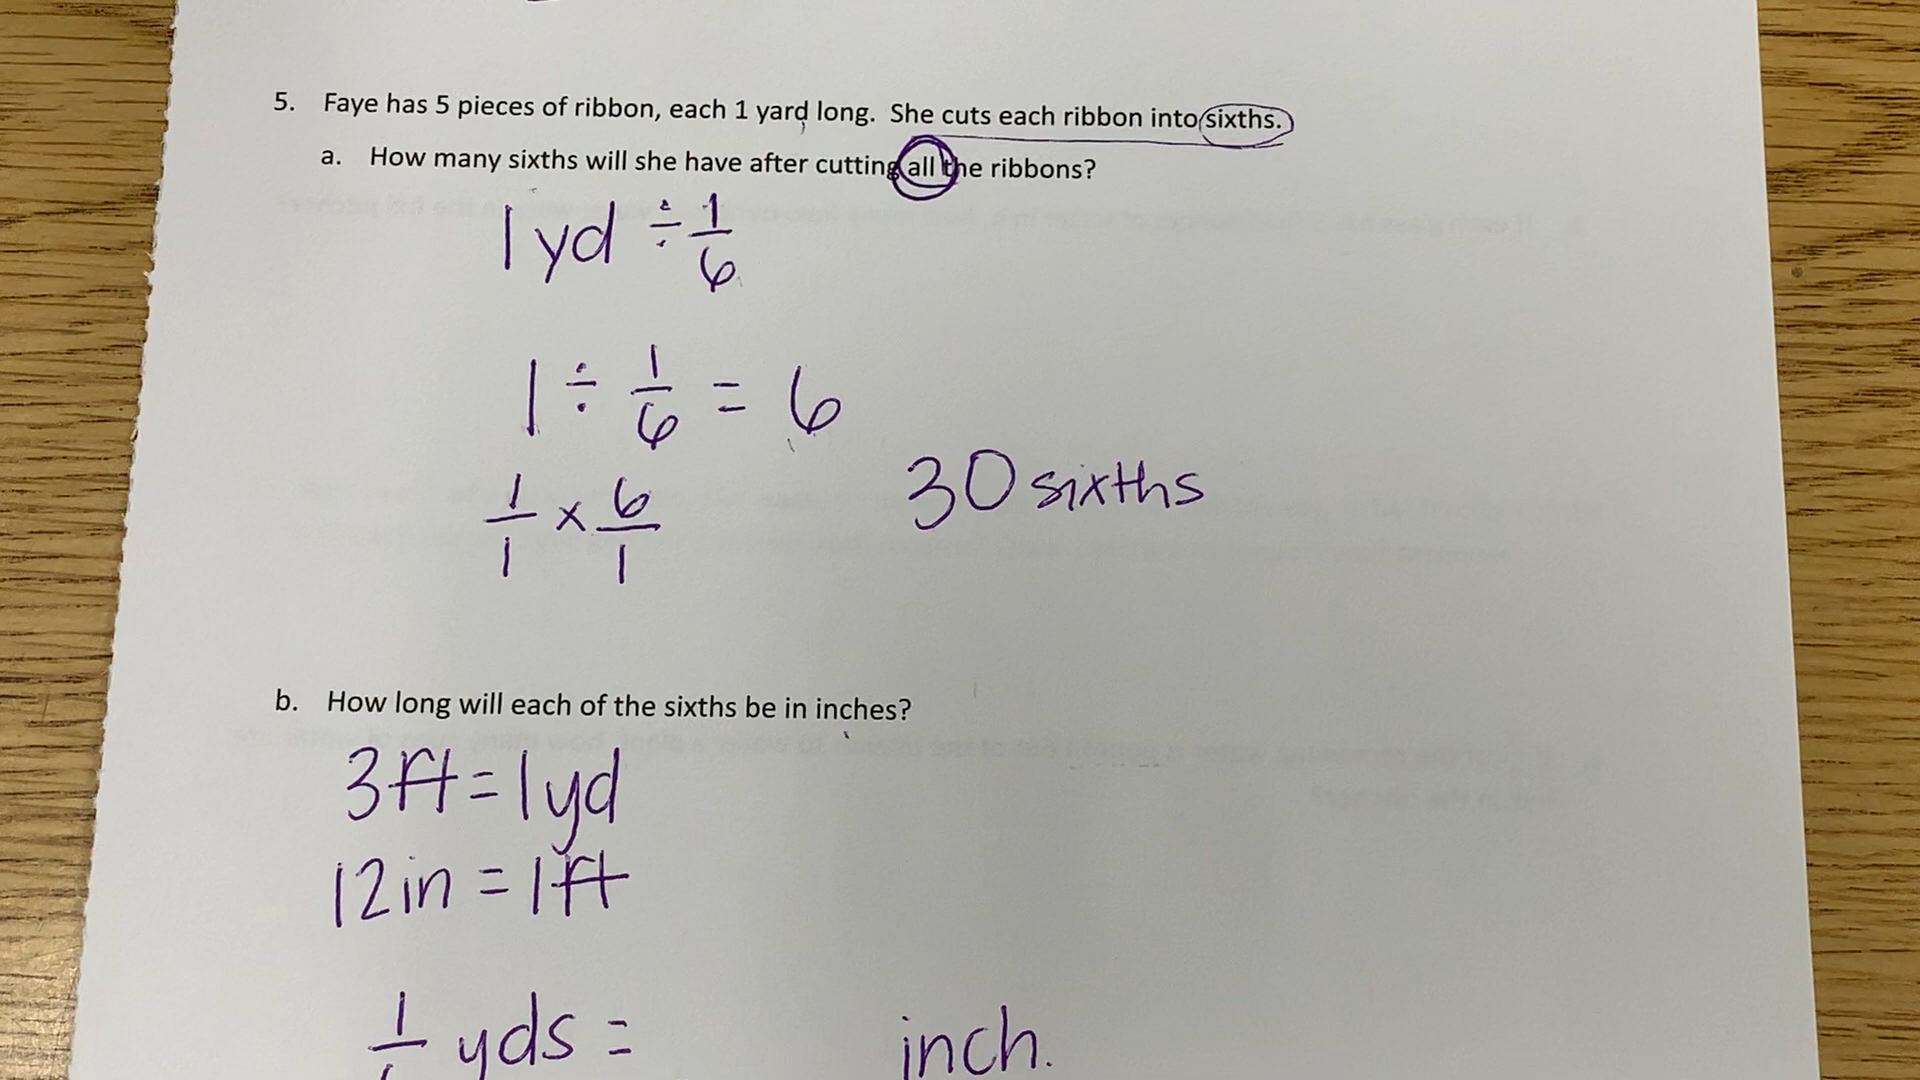 5. Faye has 5 pieces of ribbon, each 1 yard long. She cuts each ribbon into sixths.
a. How many sixths will she have after cutting all the ribbons?
1 yd ÷ 1/6
1 ÷ 1/6 = 6
1/1 × 6/1
30 sixths
b. How long will each of the sixths be in inches?
3ft = 1yd
12in = 1ft
yds = inch.